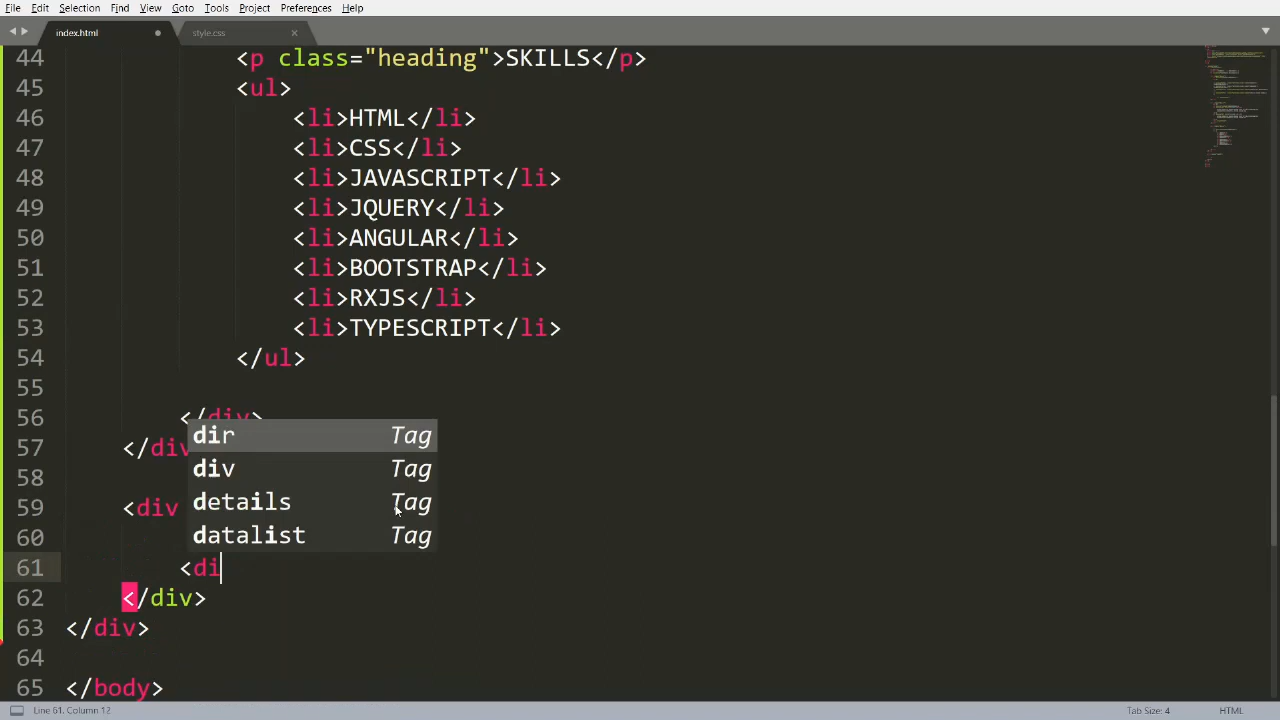 File Edit Selection Find View Goto Tools Project Preferences Help
index.html style.css
44 <p class="heading">SKILLS</p>
45 <ul>
46 <li>HTML</li>
47 <li>CSS</li>
48 <li>JAVASCRIPT</li>
49 <li>JQUERY</li>
50 <li>ANGULAR</li>
51 <li>BOOTSTRAP</li>
52 <li>RXJS</li>
53 <li>TYPESCRIPT</li>
54 </ul>
55
56 </div>
57 </div
58
59 <div
60
61 <di
62 </div>
63 </div>
64
65 </body>
dir Tag
div Tag
details Tag
datalist Tag
Line 61, Column 12 Tab Size: 4 HTML